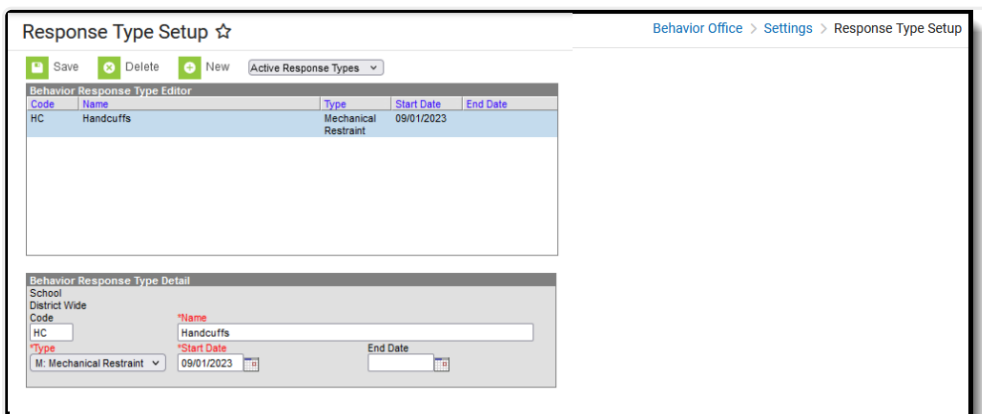 Response Type Setup ☆
Behavior Office > Settings > Response Type Setup
Save Delete New Active Response Types
Behavior Response Type Editor
Code Name Type Start Date End Date
HC Handcuffs Mechanical Restraint 09/01/2023
Behavior Response Type Detail
School
District Wide
Code *Name
HC Handcuffs
*Type *Start Date End Date
M: Mechanical Restraint 09/01/2023